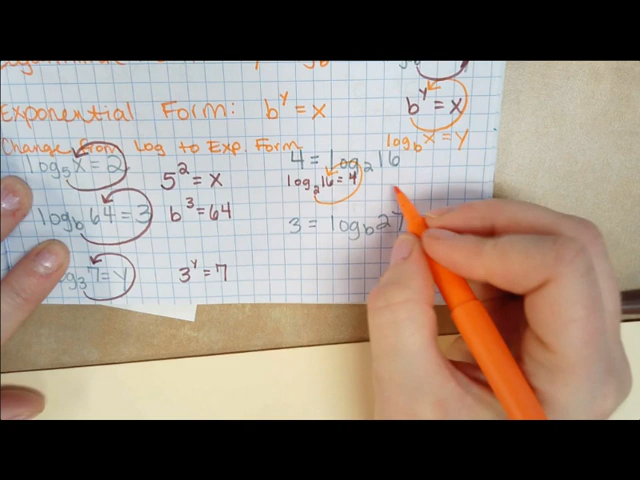 Exponential Form: b^y = x
b^y = x
log_b x = y
Change from Log to Exp. Form
log_5 x = 2
5^2 = x
4 = log_2 16
log_2 16 = 4
log_b 64 = 3
b^3 = 64
3 = log_b 27
log_3 7 = y
3^y = 7